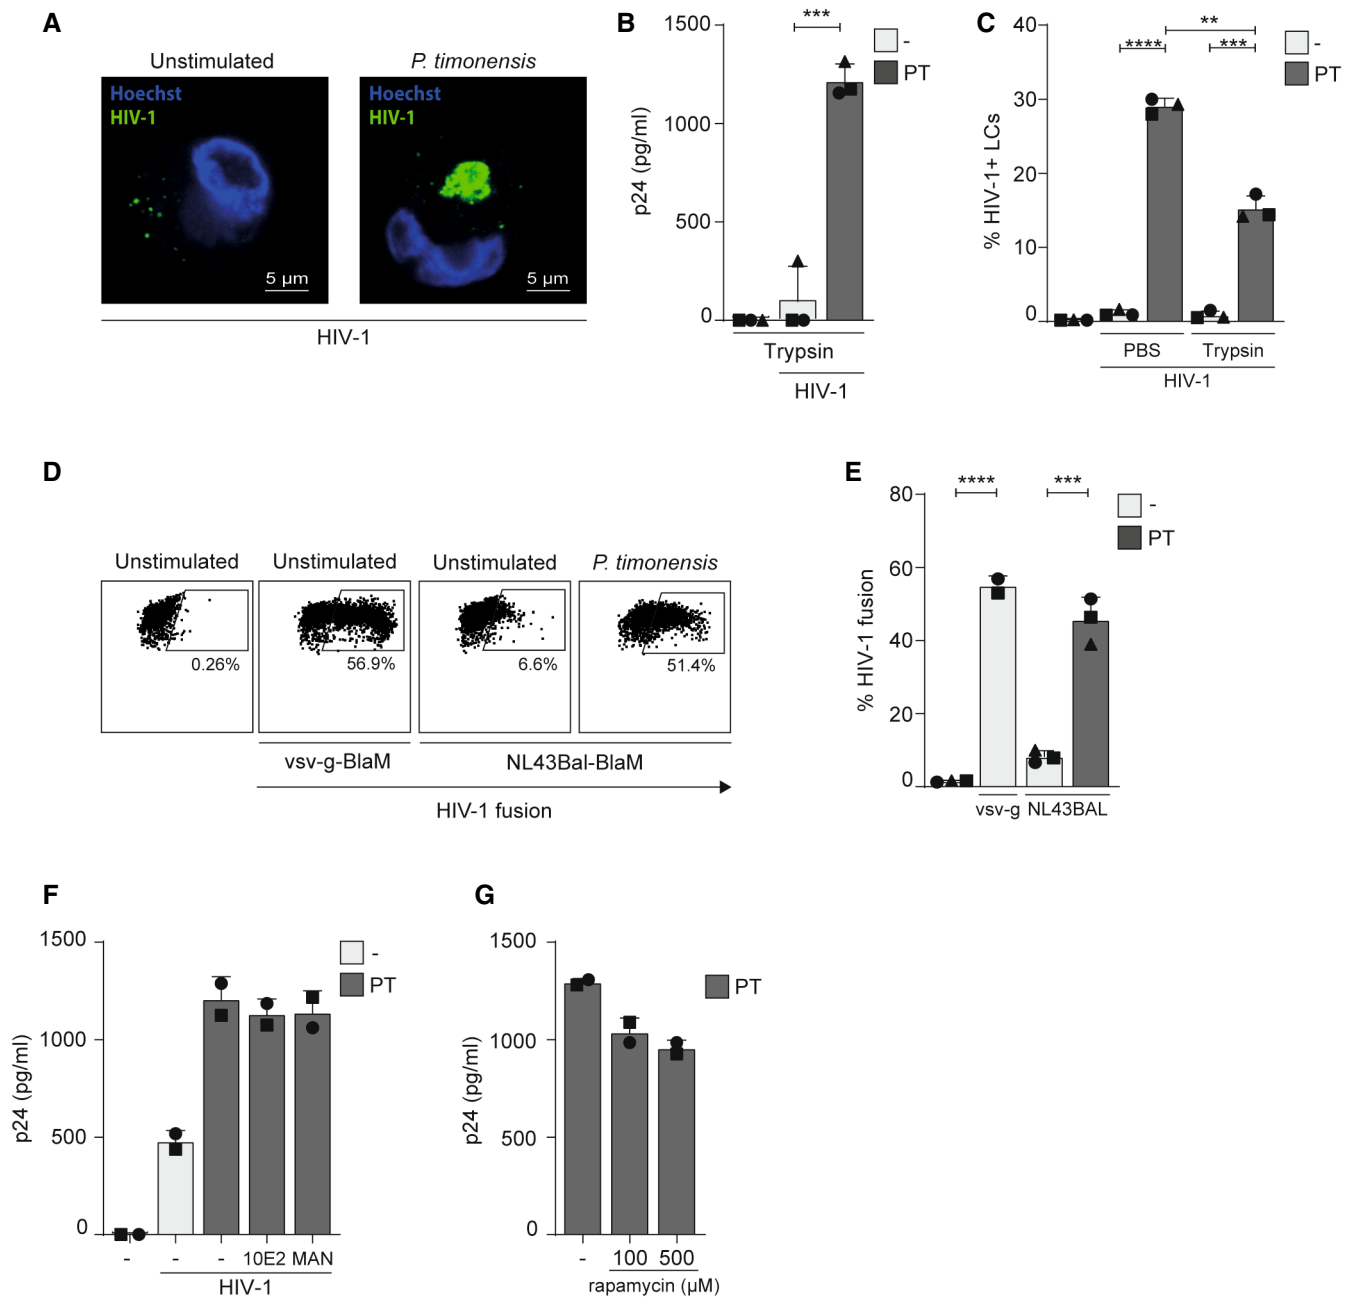 A
Unstimulated
P. timonensis
Hoechst
HIV-1
5 µm
Hoechst
HIV-1
5 µm
HIV-1
B
p24 (pg/ml)
1500
1000
500
0
***
-
PT
Trypsin
HIV-1
C
% HIV-1+ LCs
40
30
20
10
0
**
****
***
-
PT
PBS
Trypsin
HIV-1
D
Unstimulated
Unstimulated
Unstimulated
P. timonensis
0.26%
56.9%
6.6%
51.4%
vsv-g-BlaM
NL43Bal-BlaM
HIV-1 fusion
E
% HIV-1 fusion
80
60
40
20
0
****
***
-
PT
vsv-g
NL43BAL
F
p24 (pg/ml)
1500
1000
500
0
-
PT
- - - 10E2 MAN
HIV-1
G
p24 (pg/ml)
1500
1000
500
0
PT
- 100 500
rapamycin (µM)